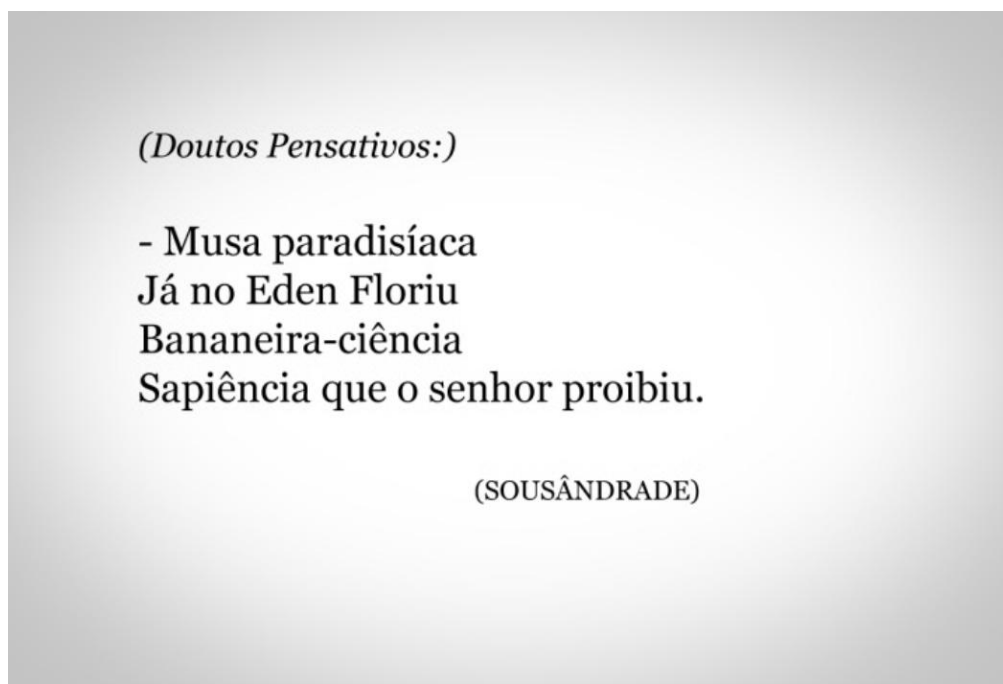 (Doutos Pensativos:)
- Musa paradisíaca
Já no Eden Floriu
Bananeira-ciência
Sapiência que o senhor proibiu.
(SOUSÂNDRADE)